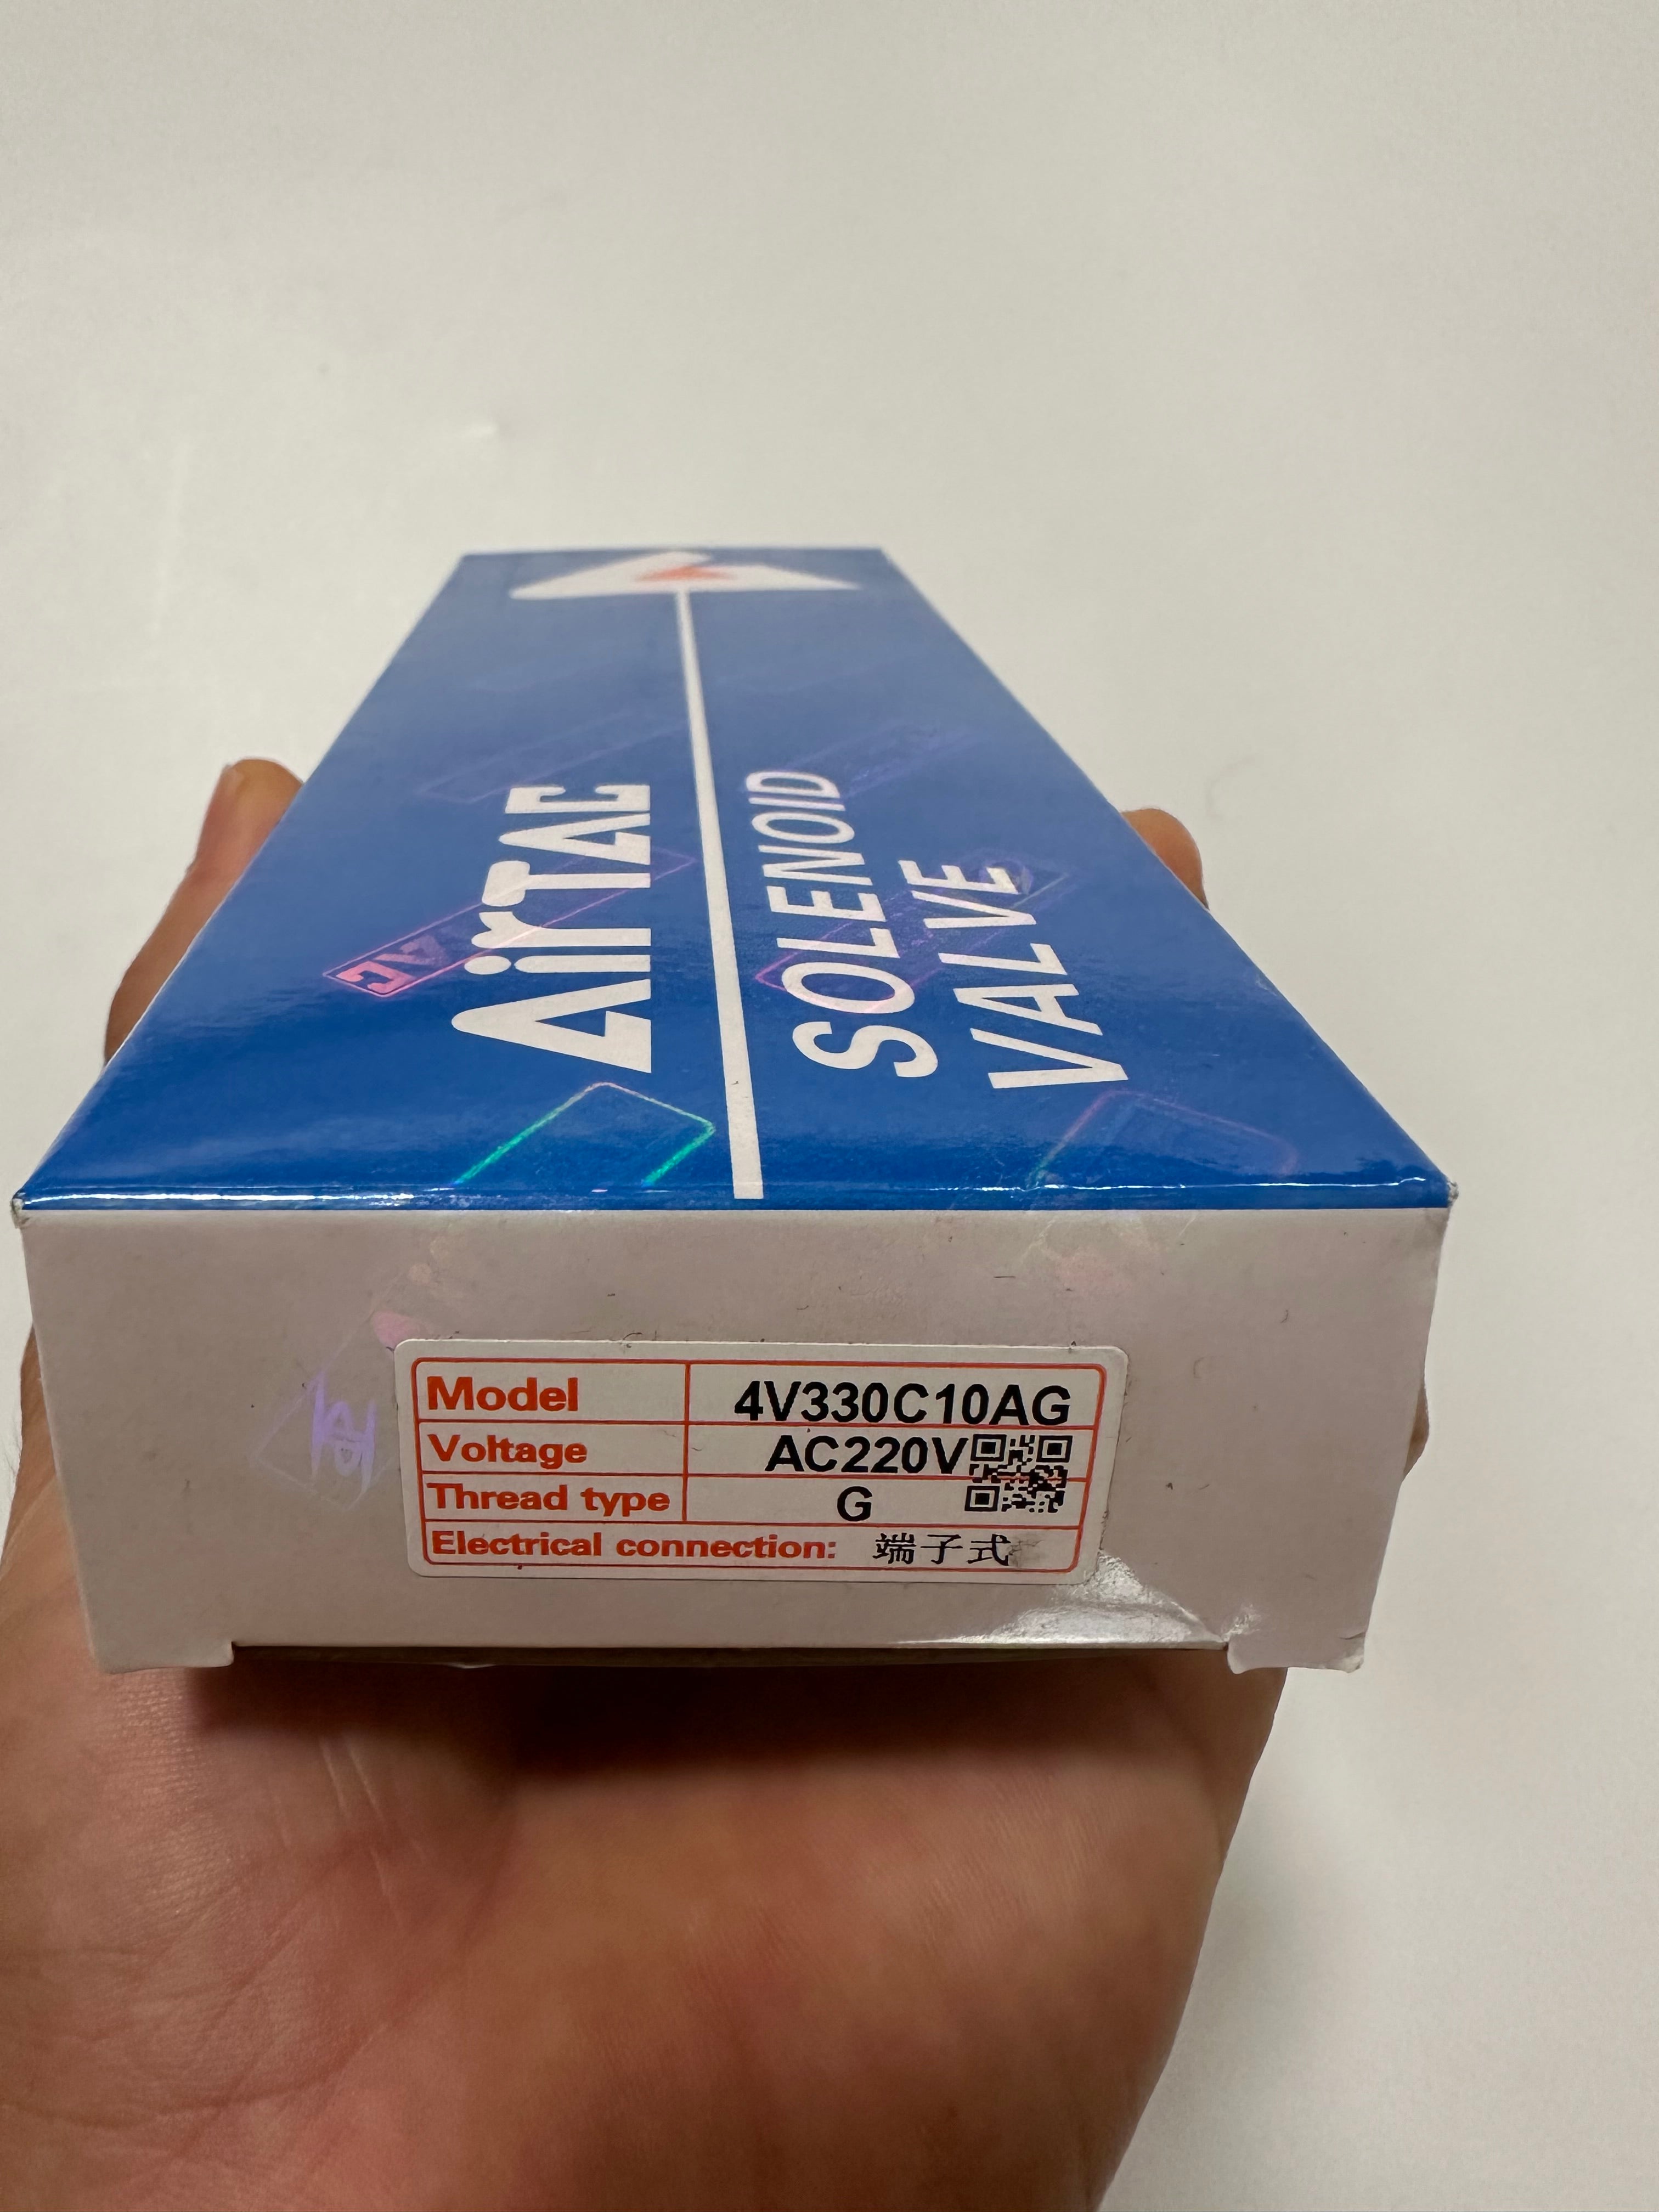 AirTAC
SOLENOID
VALVE
Model 4V330C10AG
Voltage AC220V
Thread type G
Electrical connection: 端子式